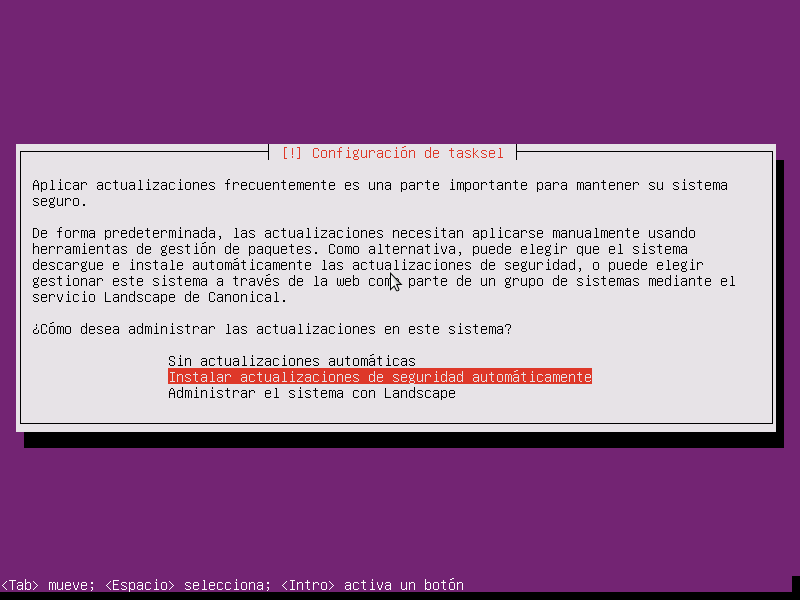 [!] Configuración de tasksel
Aplicar actualizaciones frecuentemente es una parte importante para mantener su sistema
seguro.
De forma predeterminada, las actualizaciones necesitan aplicarse manualmente usando
herramientas de gestión de paquetes. Como alternativa, puede elegir que el sistema
descargue e instale automáticamente las actualizaciones de seguridad, o puede elegir
gestionar este sistema a través de la web como parte de un grupo de sistemas mediante el
servicio Landscape de Canonical.
¿Cómo desea administrar las actualizaciones en este sistema?
Sin actualizaciones automáticas
Instalar actualizaciones de seguridad automáticamente
Administrar el sistema con Landscape
<Tab> mueve; <Espacio> selecciona; <Intro> activa un botón